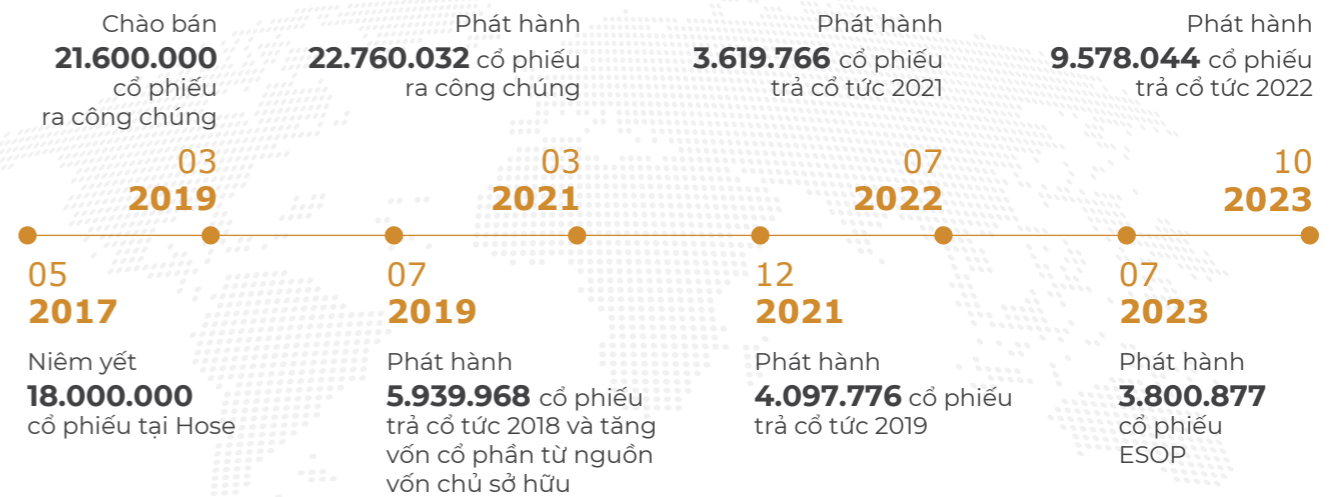 Chào bán
21.600.000
cổ phiếu
ra công chúng
03
2019
Phát hành
22.760.032 cổ phiếu
ra công chúng
03
2021
Phát hành
3.619.766 cổ phiếu
trả cổ tức 2021
07
2022
Phát hành
9.578.044 cổ phiếu
trả cổ tức 2022
10
2023
05
2017
Niêm yết
18.000.000
cổ phiếu tại Hose
07
2019
Phát hành
5.939.968 cổ phiếu
trả cổ tức 2018 và tăng
vốn cổ phần từ nguồn
vốn chủ sở hữu
12
2021
Phát hành
4.097.776 cổ phiếu
trả cổ tức 2019
07
2023
Phát hành
3.800.877
cổ phiếu
ESOP